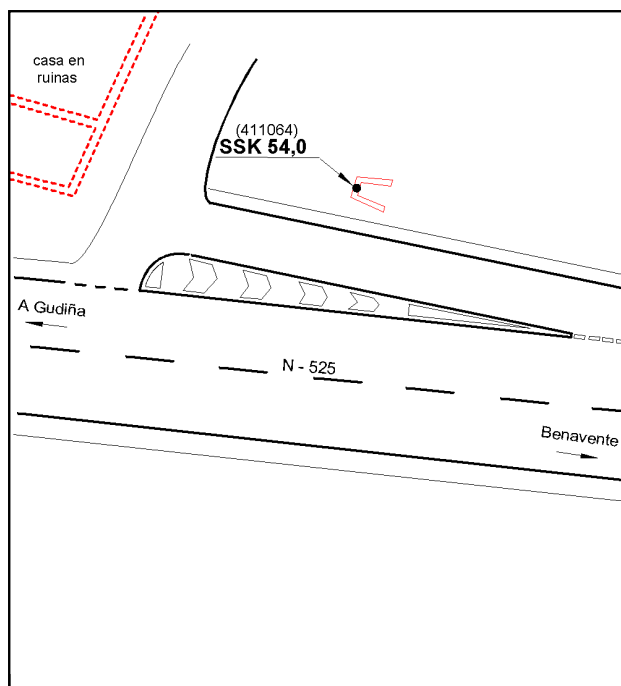 casa en
ruinas
(411064)
SSK 54,0
A Gudiña
N - 525
Benavente